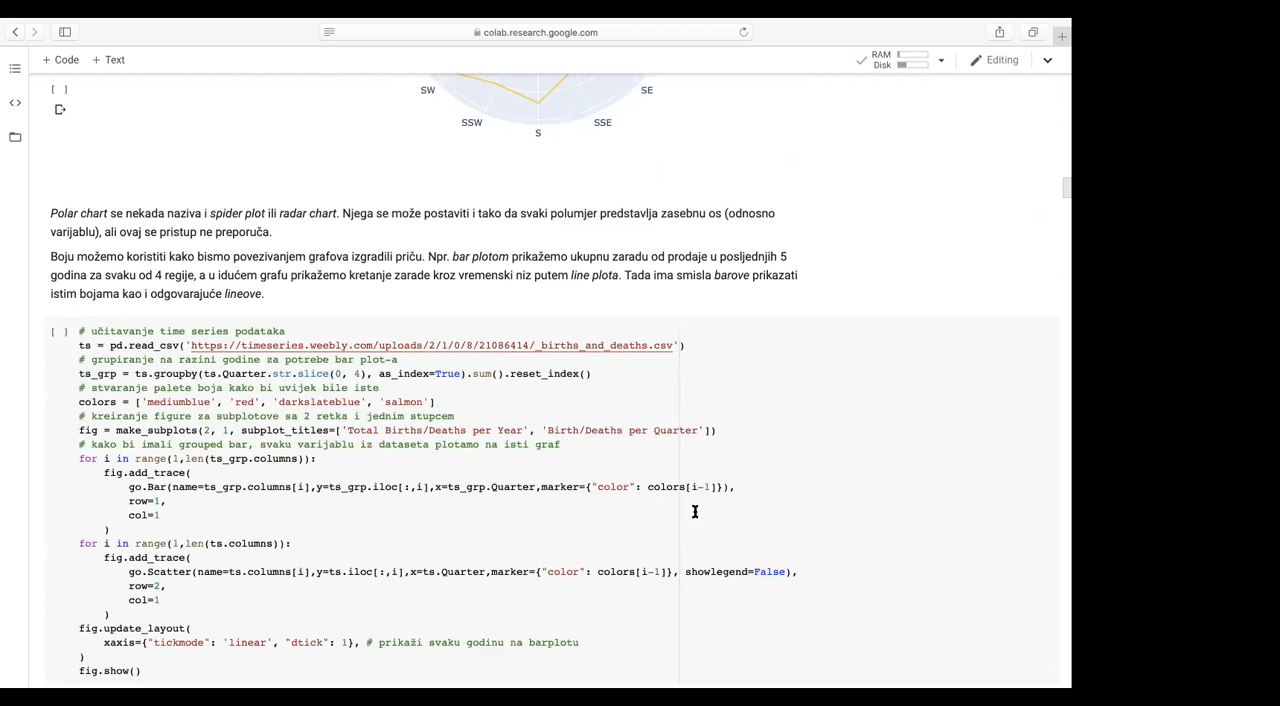 colab.research.google.com
+ Code + Text
RAM
Disk
Editing
[ ]
SW SE
SSW SSE
S
Polar chart se nekada naziva i spider plot ili radar chart. Njega se može postaviti i tako da svaki polumjer predstavlja zasebnu os (odnosno
varijablu), ali ovaj se pristup ne preporuča.
Boju možemo koristiti kako bismo povezivanjem grafova izgradili priču. Npr. bar plotom prikažemo ukupnu zaradu od prodaje u posljednjih 5
godina za svaku od 4 regije, a u idućem grafu prikažemo kretanje zarade kroz vremenski niz putem line plota. Tada ima smisla barove prikazati
istim bojama kao i odgovarajuće lineove.
[ ] # učitavanje time series podataka
ts = pd.read_csv('https://timeseries.weebly.com/uploads/2/1/0/8/21086414/_births_and_deaths.csv')
# grupiranje na razini godine za potrebe bar plot-a
ts_grp = ts.groupby(ts.Quarter.str.slice(0, 4), as_index=True).sum().reset_index()
# stvaranje palete boja kako bi uvijek bile iste
colors = ['mediumblue', 'red', 'darkslateblue', 'salmon']
# kreiranje figure za subplotove sa 2 retka i jednim stupcem
fig = make_subplots(2, 1, subplot_titles=['Total Births/Deaths per Year', 'Birth/Deaths per Quarter'])
# kako bi imali grouped bar, svaku varijablu iz dataseta plotamo na isti graf
for i in range(1,len(ts_grp.columns)):
fig.add_trace(
go.Bar(name=ts_grp.columns[i],y=ts_grp.iloc[:,i],x=ts_grp.Quarter,marker={"color": colors[i-1]}),
row=1,
col=1
)
for i in range(1,len(ts.columns)):
fig.add_trace(
go.Scatter(name=ts.columns[i],y=ts.iloc[:,i],x=ts.Quarter,marker={"color": colors[i-1]}, showlegend=False),
row=2,
col=1
)
fig.update_layout(
xaxis={"tickmode": 'linear', "dtick": 1}, # prikaži svaku godinu na barplotu
)
fig.show()